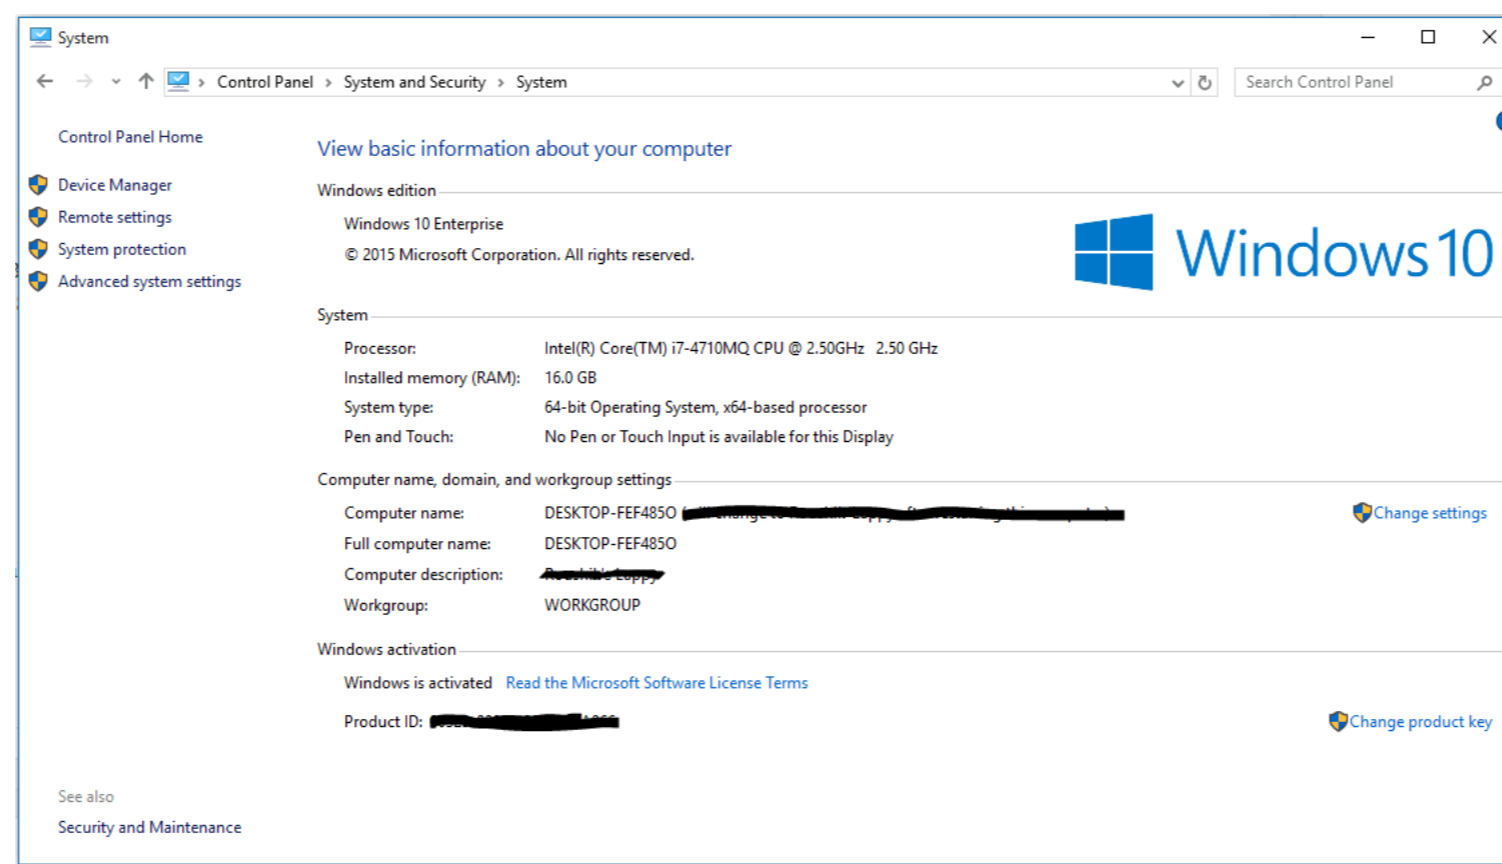 System
Control Panel > System and Security > System
Search Control Panel
Control Panel Home
Device Manager
Remote settings
System protection
Advanced system settings
View basic information about your computer
Windows edition
Windows 10 Enterprise
© 2015 Microsoft Corporation. All rights reserved.
Windows 10
System
Processor: Intel(R) Core(TM) i7-4710MQ CPU @ 2.50GHz 2.50 GHz
Installed memory (RAM): 16.0 GB
System type: 64-bit Operating System, x64-based processor
Pen and Touch: No Pen or Touch Input is available for this Display
Computer name, domain, and workgroup settings
Computer name: DESKTOP-FEF485O
Change settings
Full computer name: DESKTOP-FEF485O
Computer description:
Workgroup: WORKGROUP
Windows activation
Windows is activated Read the Microsoft Software License Terms
Product ID:
Change product key
See also
Security and Maintenance